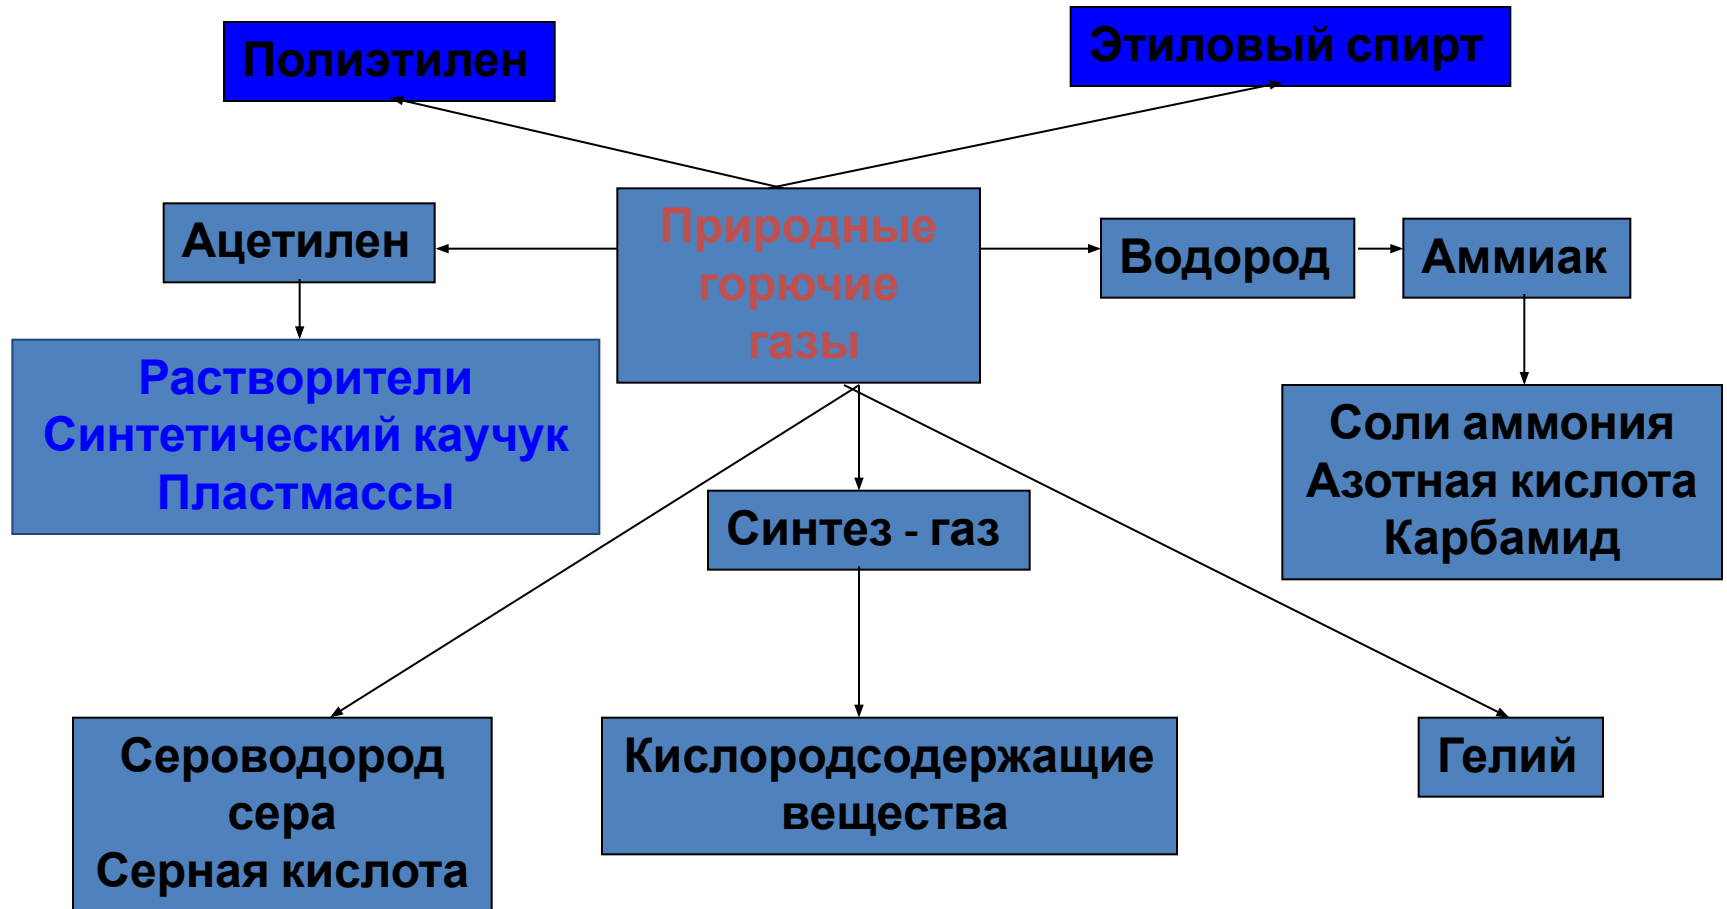 Полиэтилен
Этиловый спирт
Ацетилен
Природные
горючие
газы
Водород
Аммиак
Растворители
Синтетический каучук
Пластмассы
Соли аммония
Азотная кислота
Карбамид
Синтез - газ
Сероводород
сера
Серная кислота
Кислородсодержащие
вещества
Гелий